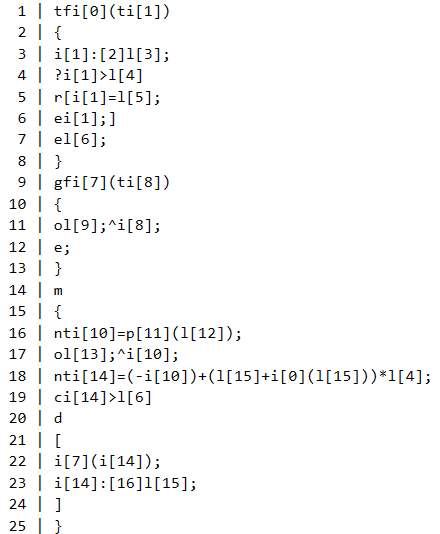 1 | tfi[0](ti[1])
2 | {
3 | i[1]:[2]l[3];
4 | ?i[1]>l[4]
5 | r[i[1]=l[5];
6 | ei[1];]
7 | el[6];
8 | }
9 | gfi[7](ti[8])
10 | {
11 | ol[9];^i[8];
12 | e;
13 | }
14 | m
15 | {
16 | nti[10]=p[11](l[12]);
17 | ol[13];^i[10];
18 | nti[14]=(-i[10])+(l[15]+i[0](l[15]))*l[4];
19 | ci[14]>l[6]
20 | d
21 | [
22 | i[7](i[14]);
23 | i[14]:[16]l[15];
24 | ]
25 | }